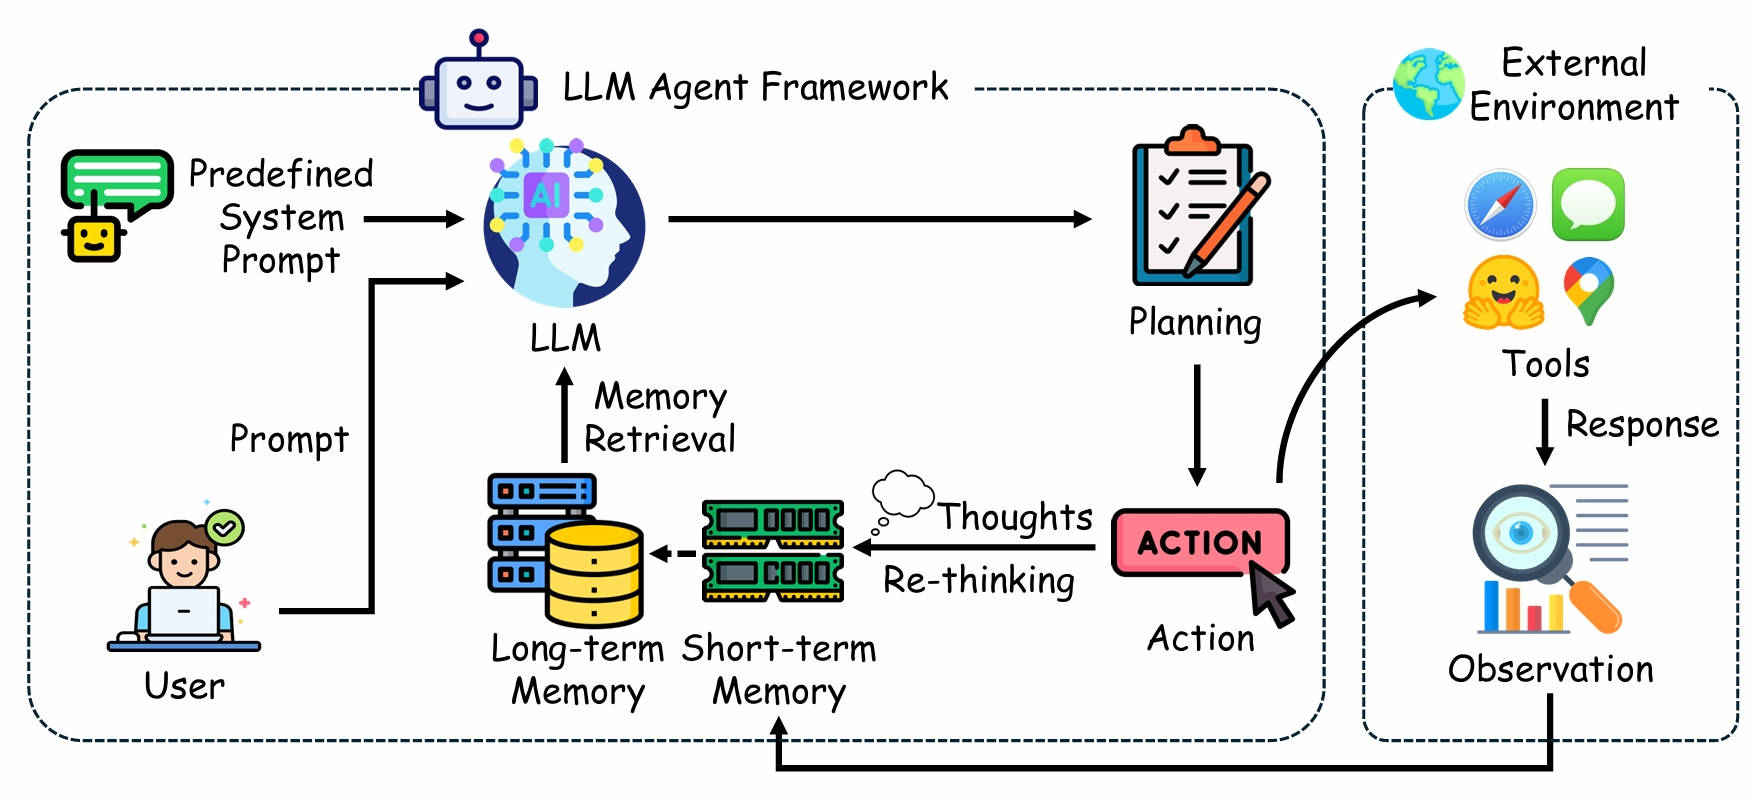 LLM Agent Framework
External
Environment
Predefined
System
Prompt
AI
LLM
Planning
Tools
Memory
Retrieval
Prompt
Response
Thoughts
Re-thinking
ACTION
Action
User
Long-term
Memory
Short-term
Memory
Observation